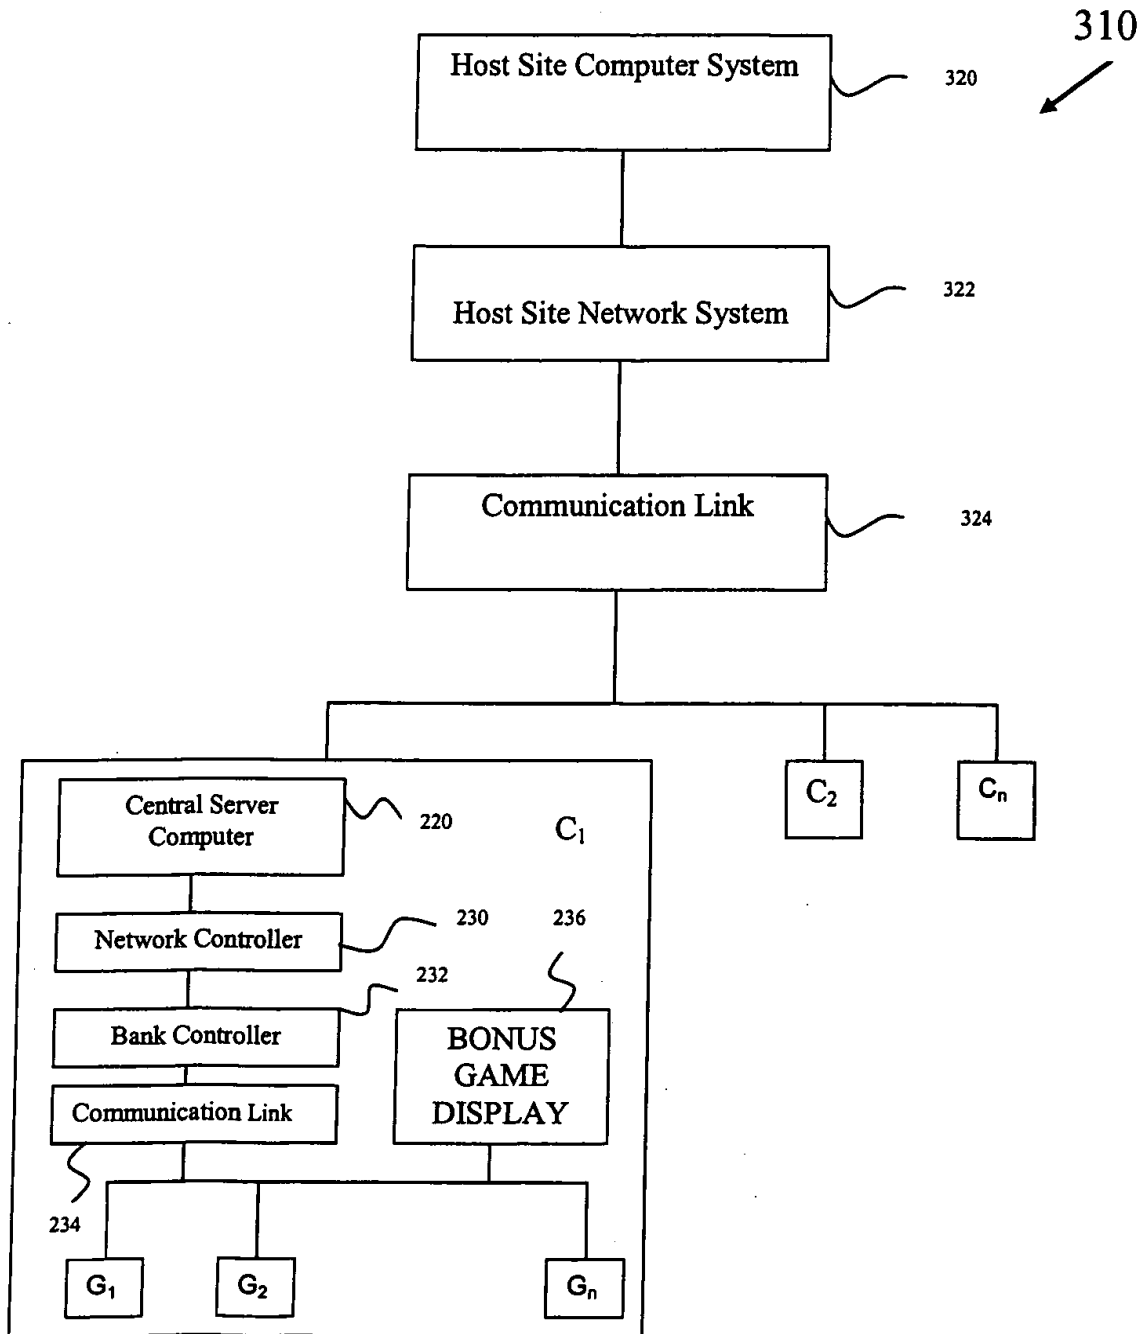 310
Host Site Computer System
320
Host Site Network System
322
Communication Link
324
Central Server
Computer
220
C₁
C₂
Cₙ
Network Controller
230
236
232
Bank Controller
BONUS
GAME
DISPLAY
Communication Link
234
G₁
G₂
Gₙ